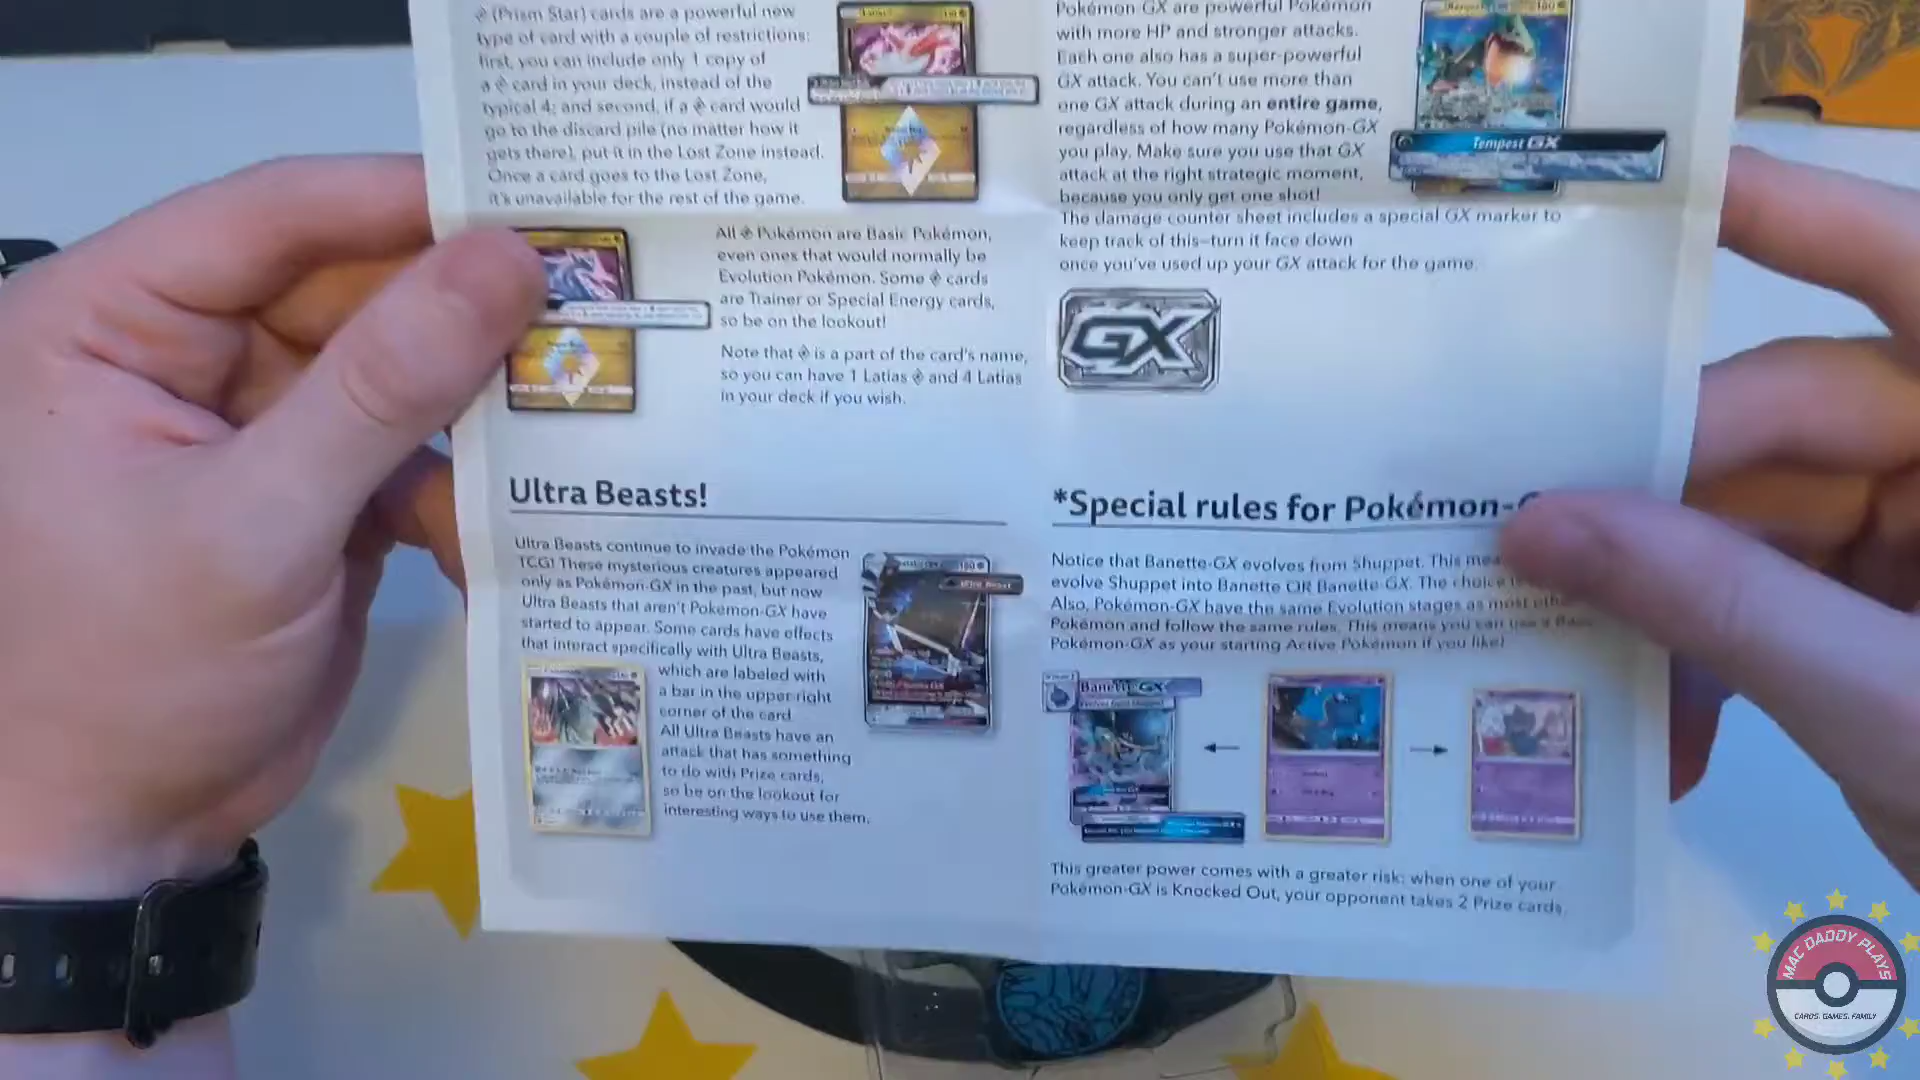 (Prism Star) cards are a powerful new
type of card with a couple of restrictions:
first, you can include only 1 copy of
a card in your deck, instead of the
typical 4; and second, if a card would
go to the discard pile (no matter how it
gets there), put it in the Lost Zone instead.
Once a card goes to the Lost Zone,
it's unavailable for the rest of the game.
All Pokémon are Basic Pokémon,
even ones that would normally be
Evolution Pokémon. Some cards
are Trainer or Special Energy cards,
so be on the lookout!
Note that is a part of the card's name,
so you can have 1 Latias and 4 Latias
in your deck if you wish.
Ultra Beasts!
Ultra Beasts continue to invade the Pokémon
TCG! These mysterious creatures appeared
only as Pokémon-GX in the past, but now
Ultra Beasts that aren't Pokémon-GX have
started to appear. Some cards have effects
that interact specifically with Ultra Beasts,
which are labeled with
a bar in the upper right
corner of the card.
All Ultra Beasts have an
attack that has something
to do with Prize cards,
so be on the lookout for
interesting ways to use them.
Ultra Beast
Pokémon GX are powerful Pokémon
with more HP and stronger attacks.
Each one also has a super-powerful
GX attack. You can't use more than
one GX attack during an entire game,
regardless of how many Pokémon-GX
you play. Make sure you use that GX
attack at the right strategic moment,
because you only get one shot!
The damage counter sheet includes a special GX marker to
keep track of this—turn it face down
once you've used up your GX attack for the game.
Tempest GX
GX
*Special rules for Pokémon-
Notice that Banette-GX evolves from Shuppet. This
evolve Shuppet into Banette OR Banette-GX. The choice
Also, Pokémon-GX have the same Evolution stages as most
Pokémon and follow the same rules. This means you can use a
Pokémon-GX as your starting Active Pokémon if you like!
Banette GX
This greater power comes with a greater risk: when one of your
Pokémon-GX is Knocked Out, your opponent takes 2 Prize cards.
MAC DADDY PLAYS
CARDS. GAMES. FAMILY